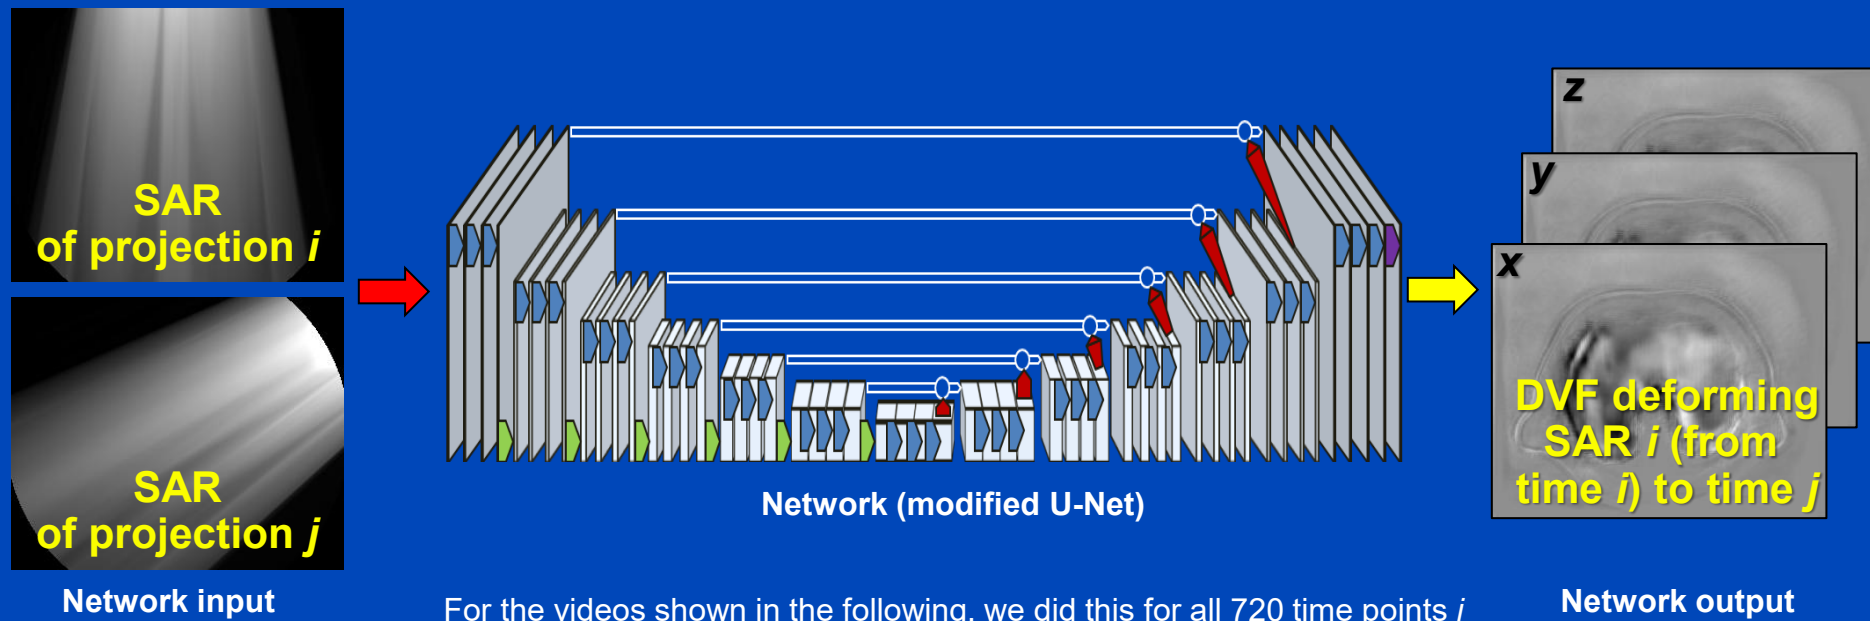 SAR
of projection i
SAR
of projection j
Network input
Network (modified U-Net)
For the videos shown in the following, we did this for all 720 time points i
z
y
x
DVF deforming
SAR i (from
time i) to time j
Network output